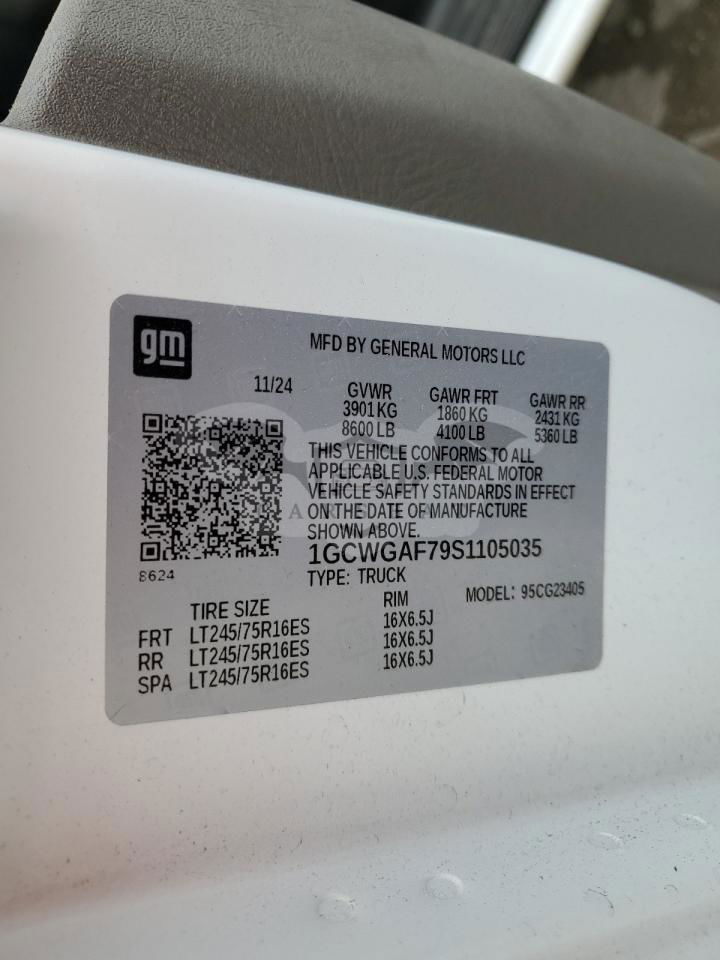 gm
MFD BY GENERAL MOTORS LLC
11/24
GVWR GAWR FRT GAWR RR
3901 KG 1860 KG 2431 KG
8600 LB 4100 LB 5360 LB
THIS VEHICLE CONFORMS TO ALL
APPLICABLE U.S. FEDERAL MOTOR
VEHICLE SAFETY STANDARDS IN EFFECT
ON THE DATE OF MANUFACTURE
SHOWN ABOVE.
1GCWGAF79S1105035
8624
TYPE: TRUCK
MODEL: 95CG23405
TIRE SIZE RIM
FRT LT245/75R16ES 16X6.5J
RR LT245/75R16ES 16X6.5J
SPA LT245/75R16ES 16X6.5J